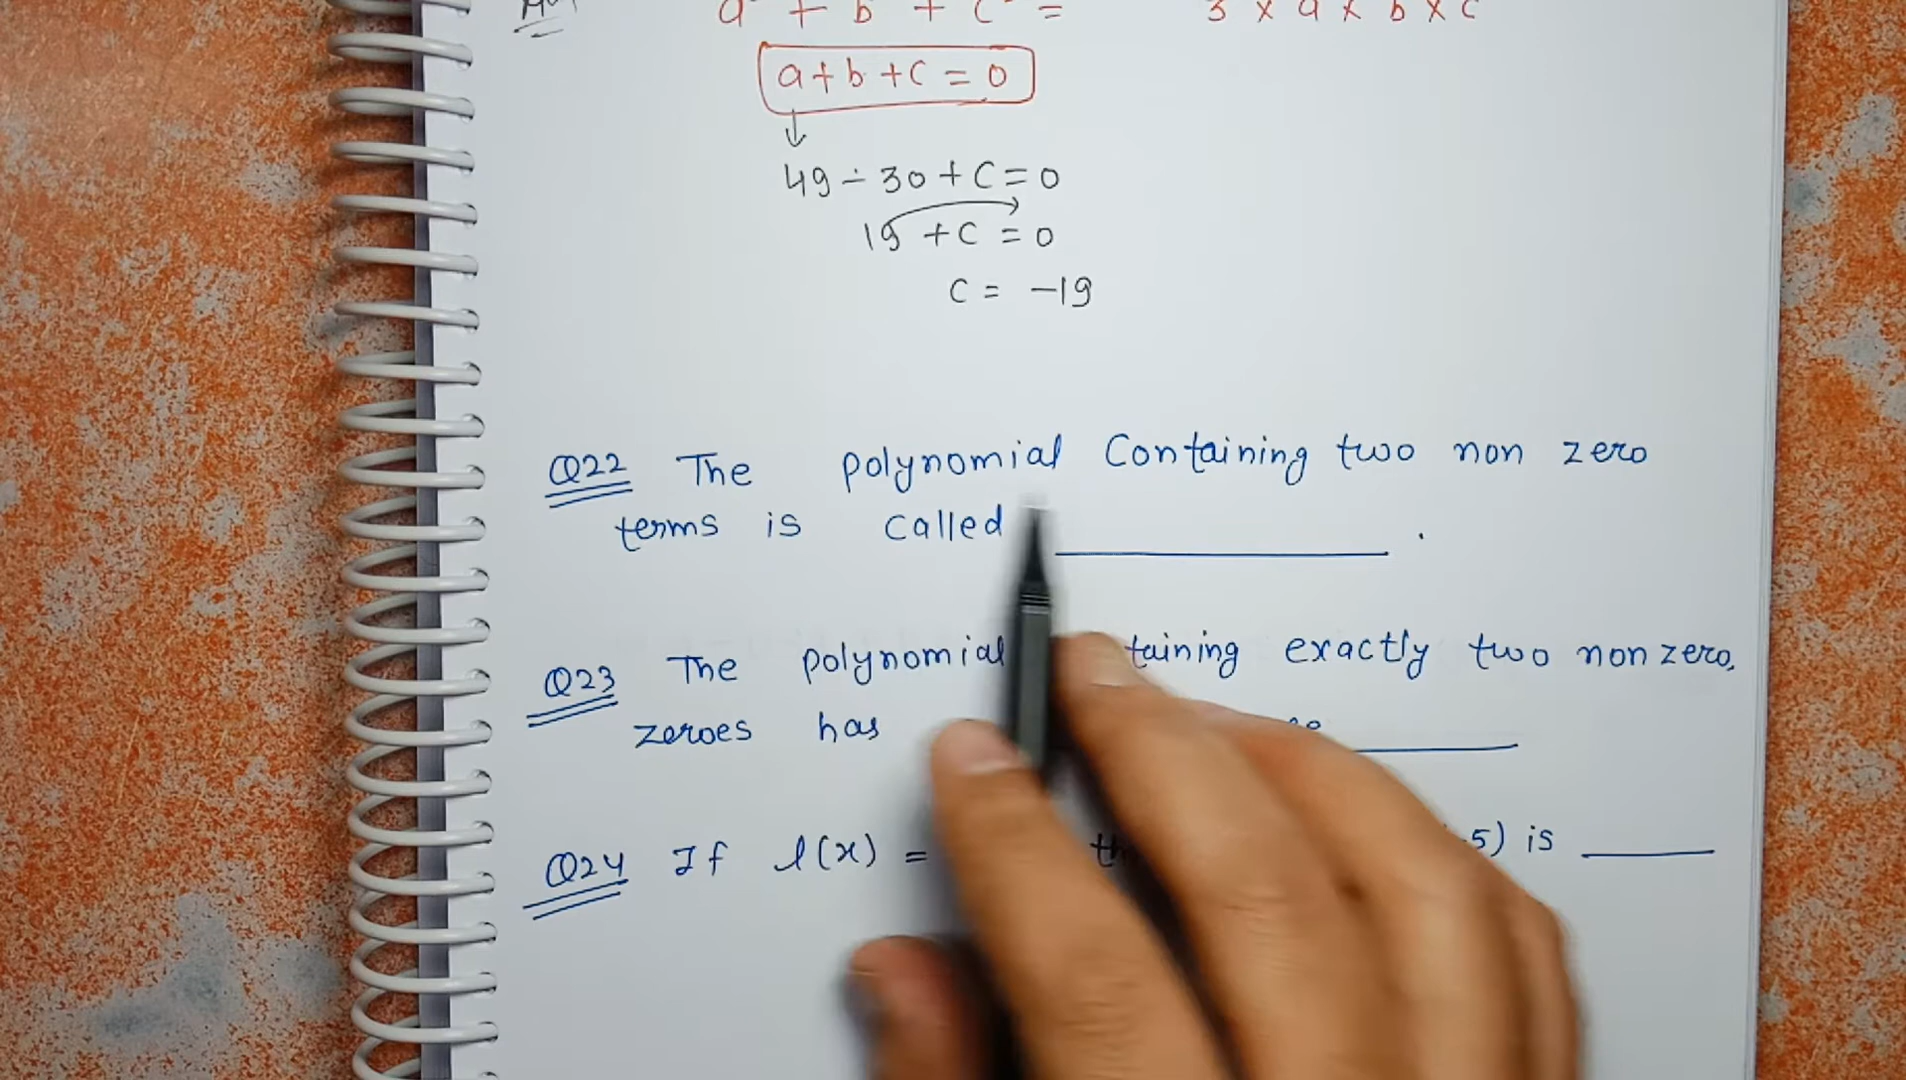 a + b + c = 3 × a × b × c
a + b + c = 0
49 - 30 + C = 0
19 + C = 0
C = -19
Q22 The polynomial Containing two non zero
terms is called ________ .
Q23 The polynomial taining exactly two non zero,
zeroes has ________
Q24 If l(x) = 5) is ________